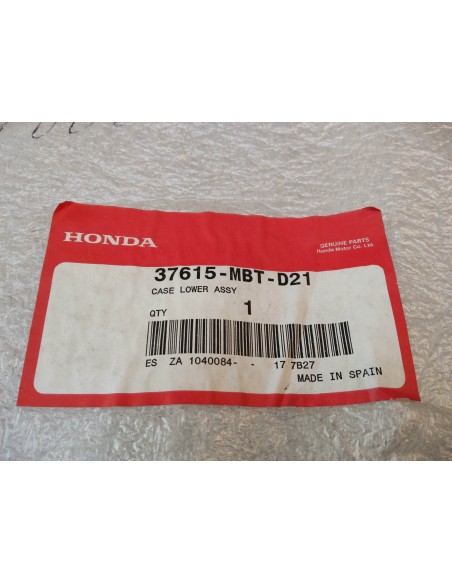 HONDA
GENUINE PARTS
Honda Motor Co., Ltd.
37615-MBT-D21
CASE LOWER ASSY
QTY 1
ES ZA 1040084- - 17 7B27
MADE IN SPAIN